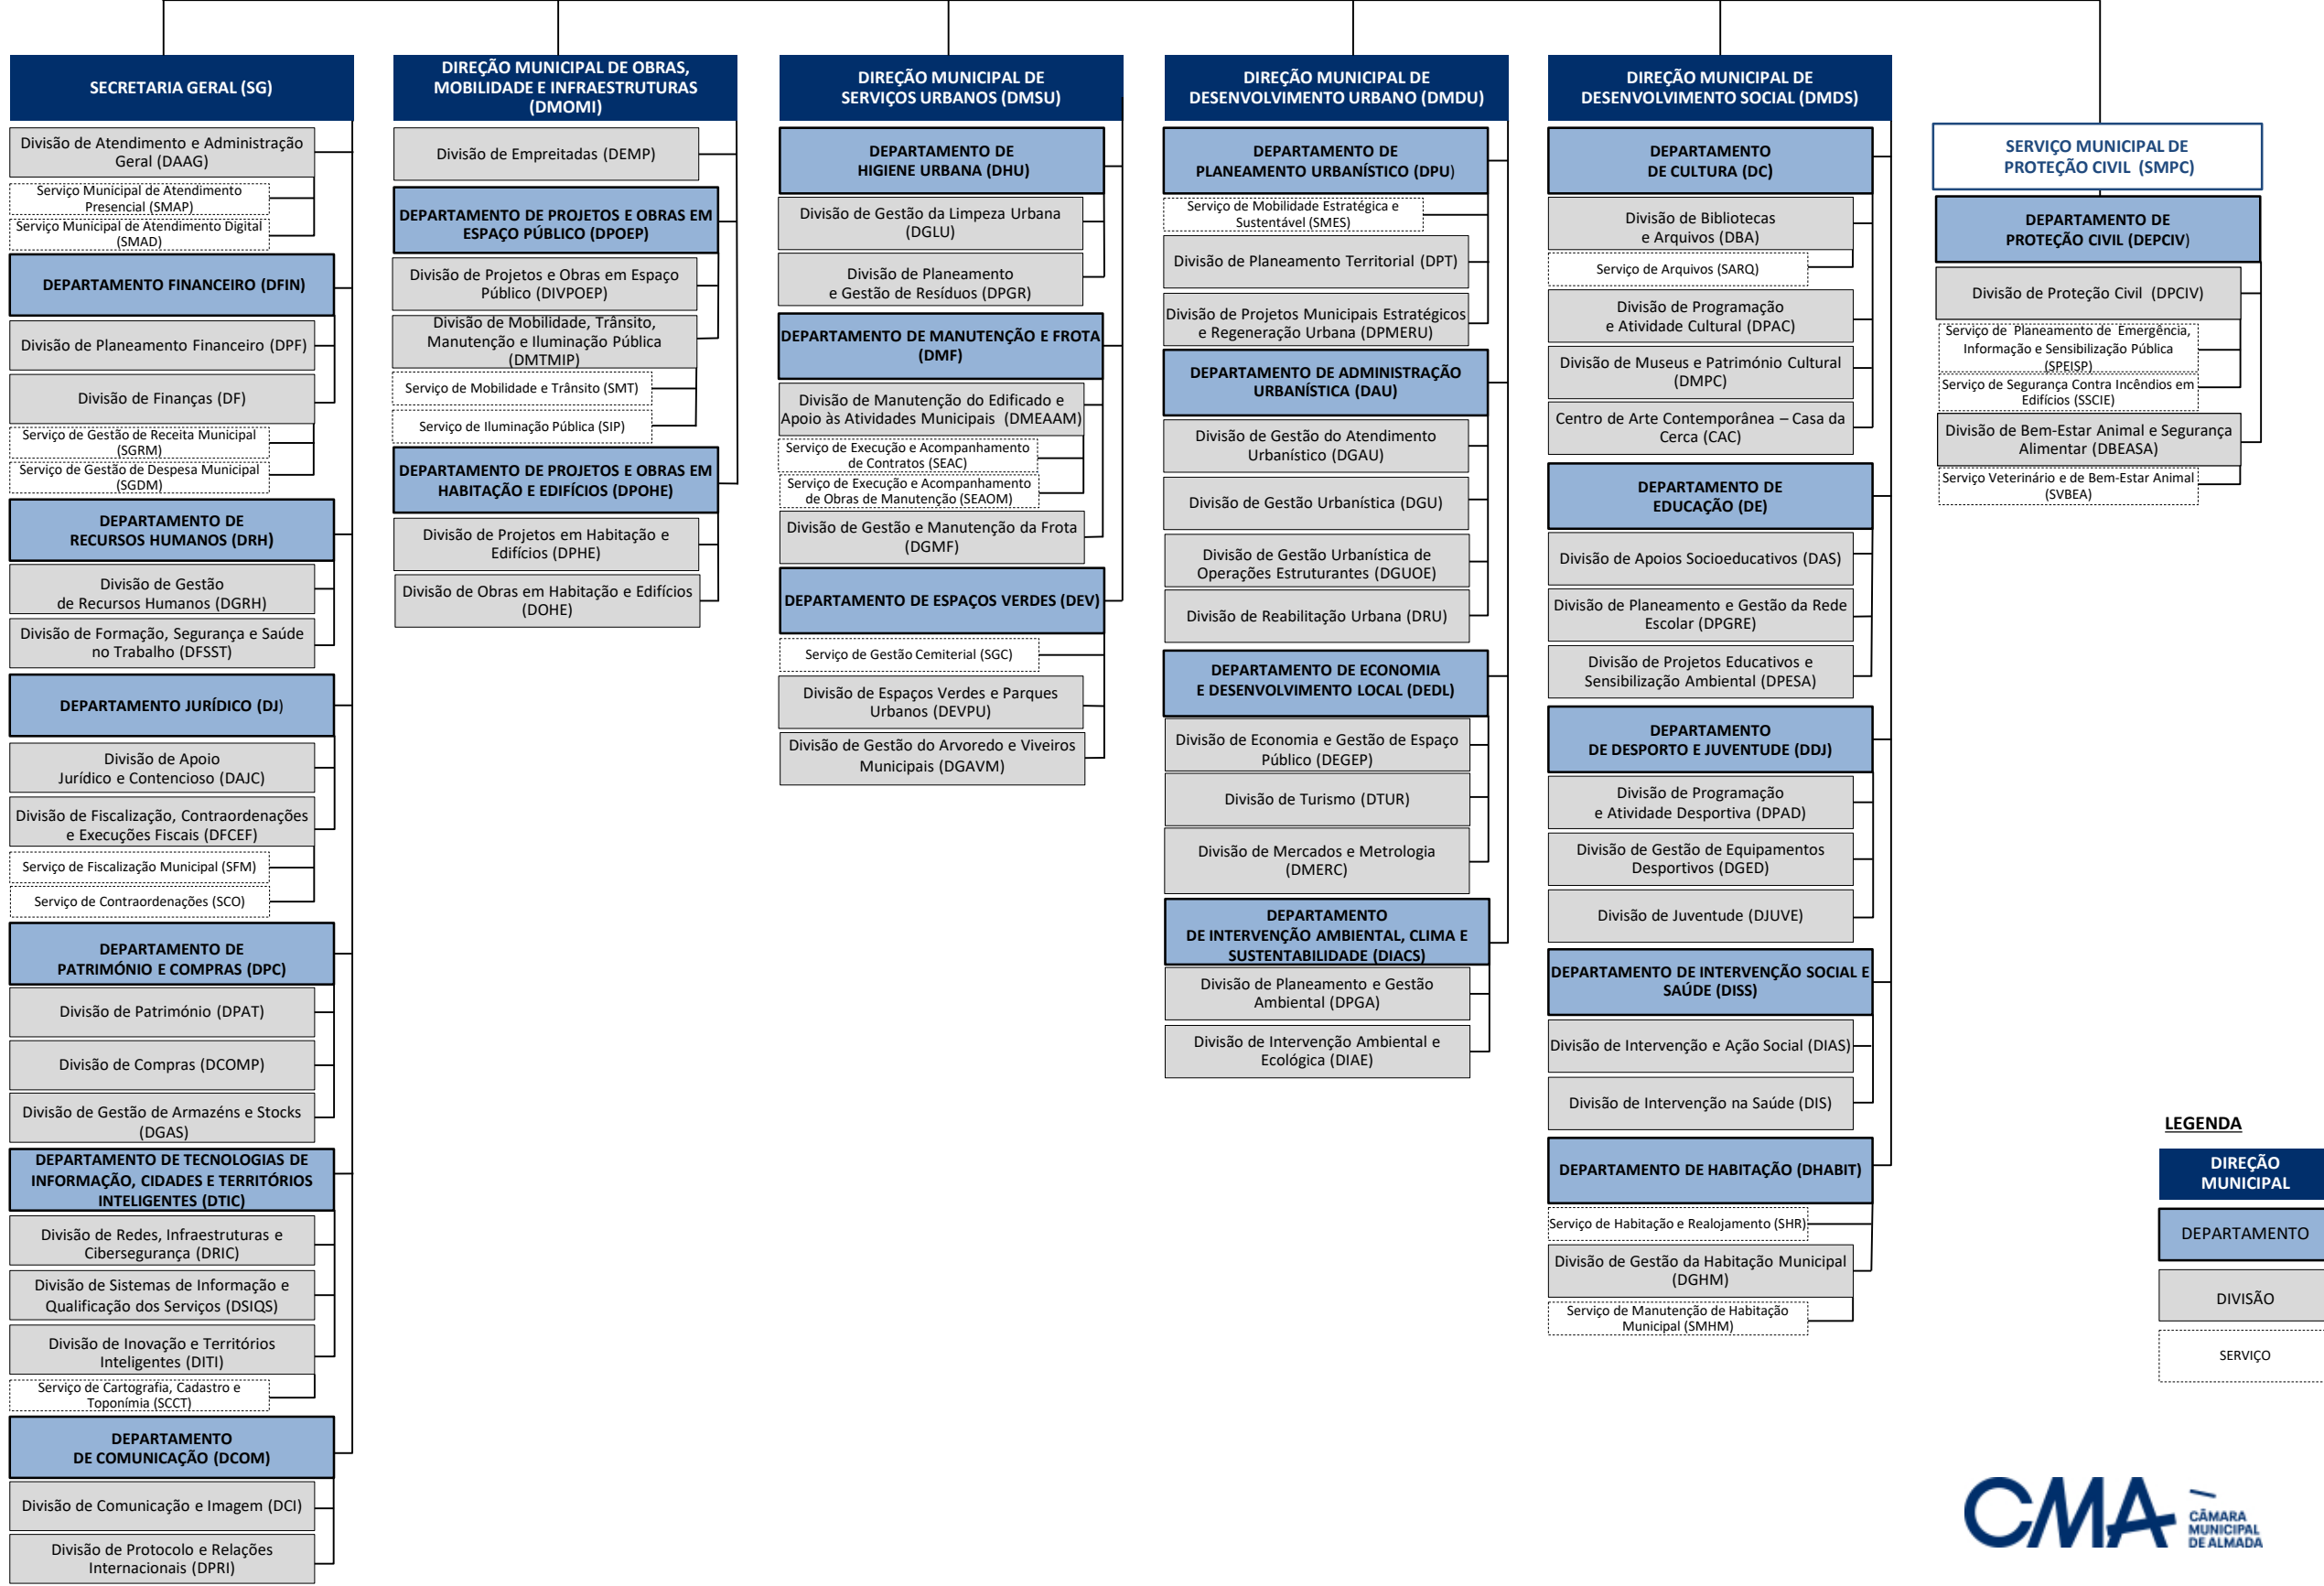 SECRETARIA GERAL (SG)
Divisão de Atendimento e Administração
Geral (DAAG)
Serviço Municipal de Atendimento
Presencial (SMAP)
Serviço Municipal de Atendimento Digital
(SMAD)
DEPARTAMENTO FINANCEIRO (DFIN)
Divisão de Planeamento Financeiro (DPF)
Divisão de Finanças (DF)
Serviço de Gestão de Receita Municipal
(SGRM)
Serviço de Gestão de Despesa Municipal
(SGDM)
DEPARTAMENTO DE
RECURSOS HUMANOS (DRH)
Divisão de Gestão
de Recursos Humanos (DGRH)
Divisão de Formação, Segurança e Saúde
no Trabalho (DFSST)
DEPARTAMENTO JURÍDICO (DJ)
Divisão de Apoio
Jurídico e Contencioso (DAJC)
Divisão de Fiscalização, Contraordenações
e Execuções Fiscais (DFCEF)
Serviço de Fiscalização Municipal (SFM)
Serviço de Contraordenações (SCO)
DEPARTAMENTO DE
PATRIMÓNIO E COMPRAS (DPC)
Divisão de Património (DPAT)
Divisão de Compras (DCOMP)
Divisão de Gestão de Armazéns e Stocks
(DGAS)
DEPARTAMENTO DE TECNOLOGIAS DE
INFORMAÇÃO, CIDADES E TERRITÓRIOS
INTELIGENTES (DTIC)
Divisão de Redes, Infraestruturas e
Cibersegurança (DRIC)
Divisão de Sistemas de Informação e
Qualificação dos Serviços (DSIQS)
Divisão de Inovação e Territórios
Inteligentes (DITI)
Serviço de Cartografia, Cadastro e
Toponímia (SCCT)
DEPARTAMENTO
DE COMUNICAÇÃO (DCOM)
Divisão de Comunicação e Imagem (DCI)
Divisão de Protocolo e Relações
Internacionais (DPRI)
DIREÇÃO MUNICIPAL DE OBRAS,
MOBILIDADE E INFRAESTRUTURAS
(DMOMI)
Divisão de Empreitadas (DEMP)
DEPARTAMENTO DE PROJETOS E OBRAS EM
ESPAÇO PÚBLICO (DPOEP)
Divisão de Projetos e Obras em Espaço
Público (DIVPOEP)
Divisão de Mobilidade, Trânsito,
Manutenção e Iluminação Pública
(DMTMIP)
Serviço de Mobilidade e Trânsito (SMT)
Serviço de Iluminação Pública (SIP)
DEPARTAMENTO DE PROJETOS E OBRAS EM
HABITAÇÃO E EDIFÍCIOS (DPOHE)
Divisão de Projetos em Habitação e
Edifícios (DPHE)
Divisão de Obras em Habitação e Edifícios
(DOHE)
DIREÇÃO MUNICIPAL DE
SERVIÇOS URBANOS (DMSU)
DEPARTAMENTO DE
HIGIENE URBANA (DHU)
Divisão de Gestão da Limpeza Urbana
(DGLU)
Divisão de Planeamento
e Gestão de Resíduos (DPGR)
DEPARTAMENTO DE MANUTENÇÃO E FROTA
(DMF)
Divisão de Manutenção do Edificado e
Apoio às Atividades Municipais (DMEAAM)
Serviço de Execução e Acompanhamento
de Contratos (SEAC)
Serviço de Execução e Acompanhamento
de Obras de Manutenção (SEAOM)
Divisão de Gestão e Manutenção da Frota
(DGMF)
DEPARTAMENTO DE ESPAÇOS VERDES (DEV)
Serviço de Gestão Cemiterial (SGC)
Divisão de Espaços Verdes e Parques
Urbanos (DEVPU)
Divisão de Gestão do Arvoredo e Viveiros
Municipais (DGAVM)
DIREÇÃO MUNICIPAL DE
DESENVOLVIMENTO URBANO (DMDU)
DEPARTAMENTO DE
PLANEAMENTO URBANÍSTICO (DPU)
Serviço de Mobilidade Estratégica e
Sustentável (SMES)
Divisão de Planeamento Territorial (DPT)
Divisão de Projetos Municipais Estratégicos
e Regeneração Urbana (DPMERU)
DEPARTAMENTO DE ADMINISTRAÇÃO
URBANÍSTICA (DAU)
Divisão de Gestão do Atendimento
Urbanístico (DGAU)
Divisão de Gestão Urbanística (DGU)
Divisão de Gestão Urbanística de
Operações Estruturantes (DGUOE)
Divisão de Reabilitação Urbana (DRU)
DEPARTAMENTO DE ECONOMIA
E DESENVOLVIMENTO LOCAL (DEDL)
Divisão de Economia e Gestão de Espaço
Público (DEGEP)
Divisão de Turismo (DTUR)
Divisão de Mercados e Metrologia
(DMERC)
DEPARTAMENTO
DE INTERVENÇÃO AMBIENTAL, CLIMA E
SUSTENTABILIDADE (DIACS)
Divisão de Planeamento e Gestão
Ambiental (DPGA)
Divisão de Intervenção Ambiental e
Ecológica (DIAE)
DIREÇÃO MUNICIPAL DE
DESENVOLVIMENTO SOCIAL (DMDS)
DEPARTAMENTO
DE CULTURA (DC)
Divisão de Bibliotecas
e Arquivos (DBA)
Serviço de Arquivos (SARQ)
Divisão de Programação
e Atividade Cultural (DPAC)
Divisão de Museus e Património Cultural
(DMPC)
Centro de Arte Contemporânea – Casa da
Cerca (CAC)
DEPARTAMENTO DE
EDUCAÇÃO (DE)
Divisão de Apoios Socioeducativos (DAS)
Divisão de Planeamento e Gestão da Rede
Escolar (DPGRE)
Divisão de Projetos Educativos e
Sensibilização Ambiental (DPESA)
DEPARTAMENTO
DE DESPORTO E JUVENTUDE (DDJ)
Divisão de Programação
e Atividade Desportiva (DPAD)
Divisão de Gestão de Equipamentos
Desportivos (DGED)
Divisão de Juventude (DJUVE)
DEPARTAMENTO DE INTERVENÇÃO SOCIAL E
SAÚDE (DISS)
Divisão de Intervenção e Ação Social (DIAS)
Divisão de Intervenção na Saúde (DIS)
DEPARTAMENTO DE HABITAÇÃO (DHABIT)
Serviço de Habitação e Realojamento (SHR)
Divisão de Gestão da Habitação Municipal
(DGHM)
Serviço de Manutenção de Habitação
Municipal (SMHM)
SERVIÇO MUNICIPAL DE
PROTEÇÃO CIVIL (SMPC)
DEPARTAMENTO DE
PROTEÇÃO CIVIL (DEPCIV)
Divisão de Proteção Civil (DPCIV)
Serviço de Planeamento de Emergência,
Informação e Sensibilização Pública
(SPEISP)
Serviço de Segurança Contra Incêndios em
Edifícios (SSCIE)
Divisão de Bem-Estar Animal e Segurança
Alimentar (DBEASA)
Serviço Veterinário e de Bem-Estar Animal
(SVBEA)
LEGENDA
DIREÇÃO
MUNICIPAL
DEPARTAMENTO
DIVISÃO
SERVIÇO
CMA
CÂMARA
MUNICIPAL
DE ALMADA